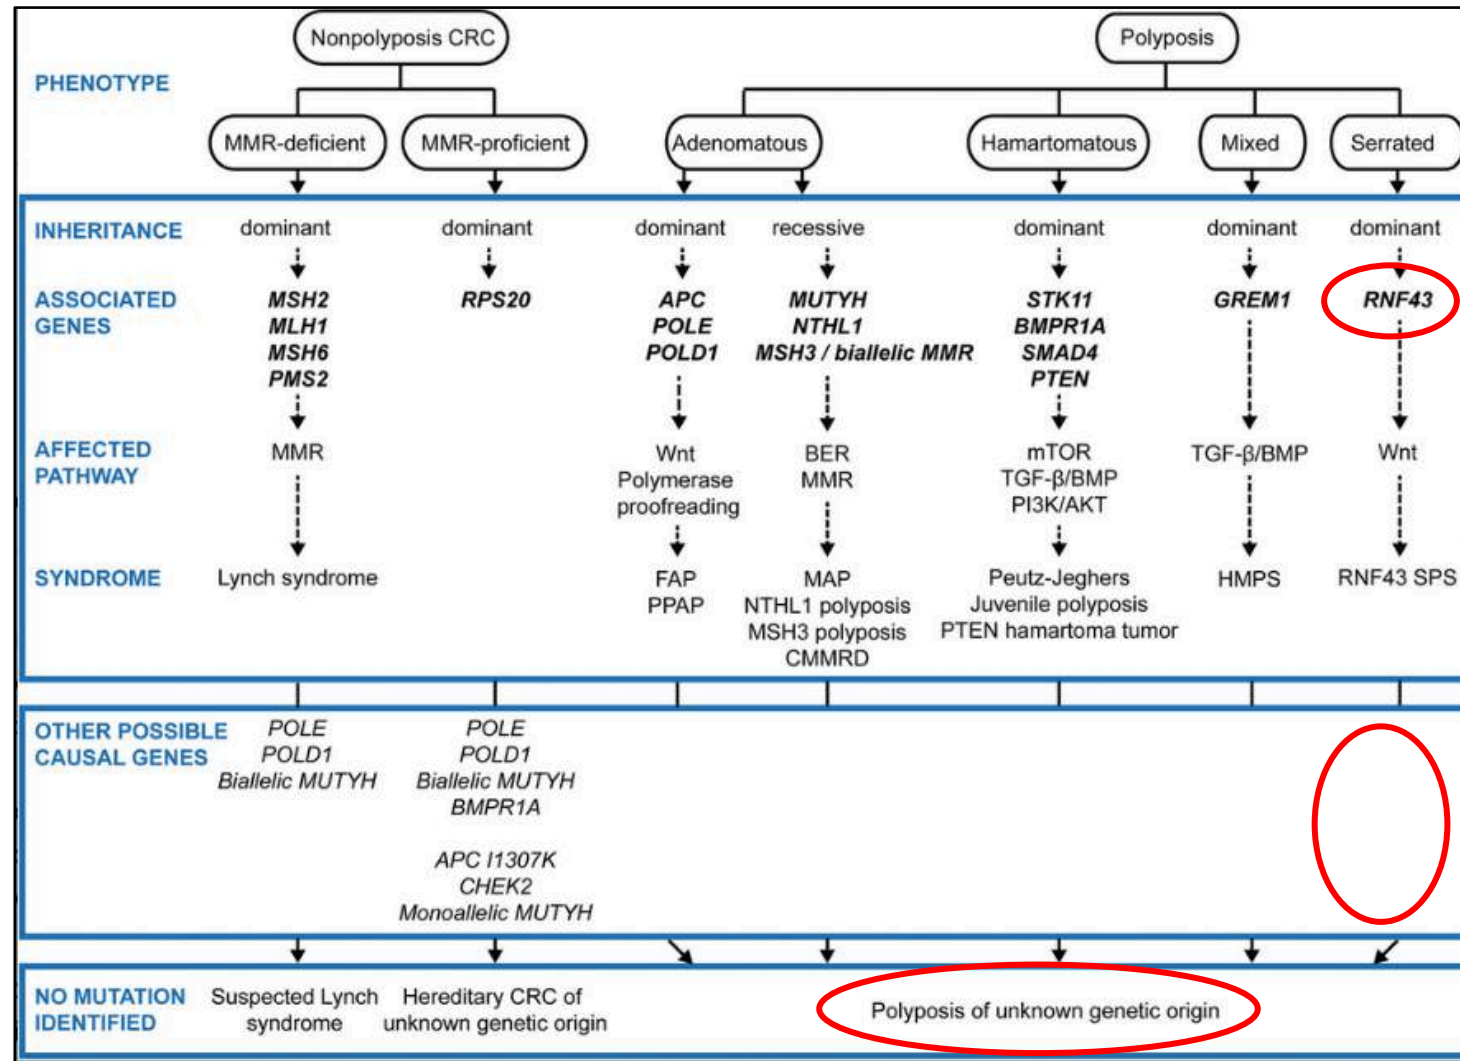 Nonpolyposis CRC
Polyposis
PHENOTYPE
MMR-deficient
MMR-proficient
Adenomatous
Hamartomatous
Mixed
Serrated
INHERITANCE
dominant
dominant
dominant
recessive
dominant
dominant
dominant
ASSOCIATED
GENES
MSH2
MLH1
MSH6
PMS2
RPS20
APC
POLE
POLD1
MUTYH
NTHL1
MSH3 / biallelic MMR
STK11
BMPR1A
SMAD4
PTEN
GREM1
RNF43
AFFECTED
PATHWAY
MMR
Wnt
Polymerase
proofreading
BER
MMR
mTOR
TGF-β/BMP
PI3K/AKT
TGF-β/BMP
Wnt
SYNDROME
Lynch syndrome
FAP
PPAP
MAP
NTHL1 polyposis
MSH3 polyposis
CMMRD
Peutz-Jeghers
Juvenile polyposis
PTEN hamartoma tumor
HMPS
RNF43 SPS
OTHER POSSIBLE
CAUSAL GENES
POLE
POLD1
Biallelic MUTYH
POLE
POLD1
Biallelic MUTYH
BMPR1A
APC I1307K
CHEK2
Monoallelic MUTYH
NO MUTATION
IDENTIFIED
Suspected Lynch
syndrome
Hereditary CRC of
unknown genetic origin
Polyposis of unknown genetic origin